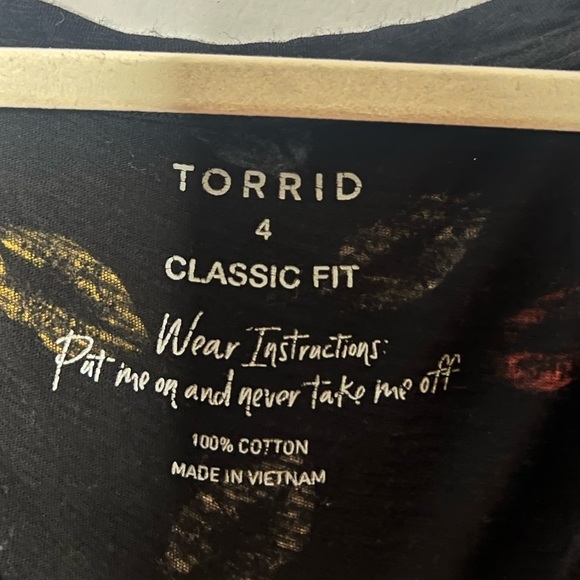 TORRID
4
CLASSIC FIT
Wear Instructions:
Put me on and never take me off
100% COTTON
MADE IN VIETNAM